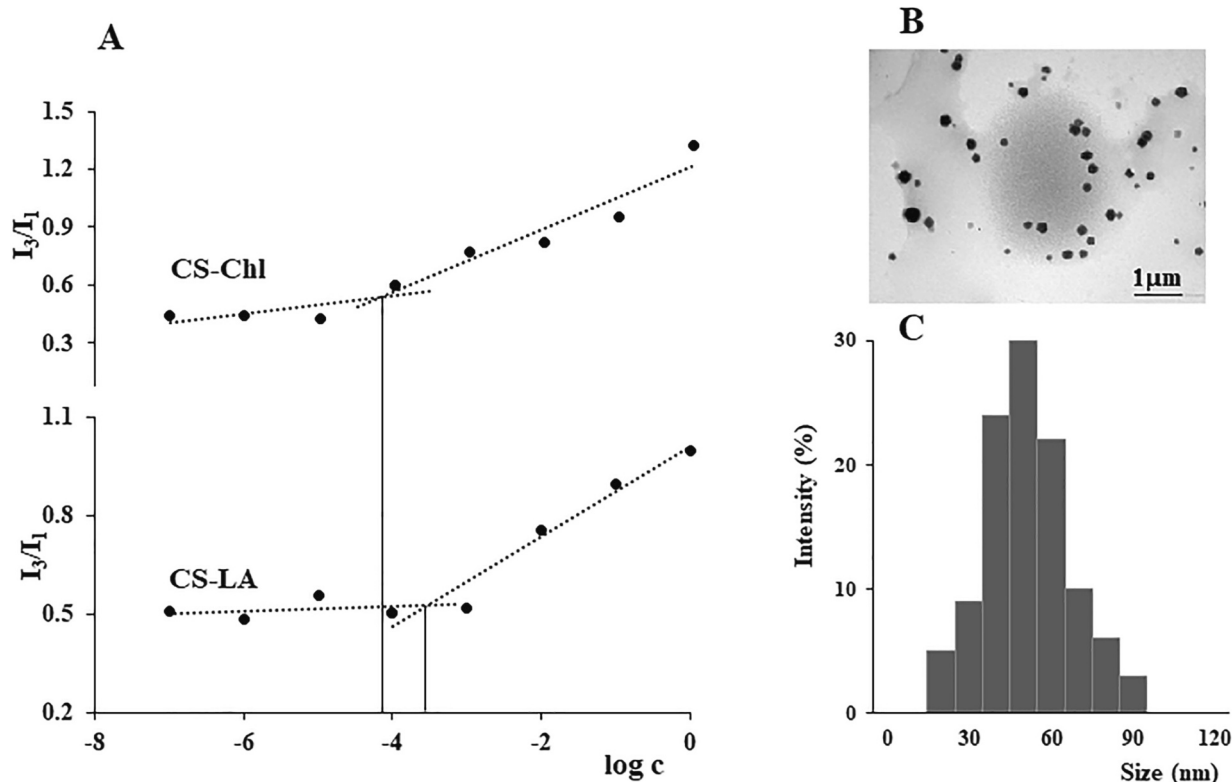 A
1.5
1.2
0.9
0.6
0.3
I3/I1
CS-Chl
1.1
0.8
0.5
0.2
I3/I1
CS-LA
-8
-6
-4
-2
0
log c
B
1μm
C
30
20
10
0
Intensity (%)
0
30
60
90
120
Size (nm)